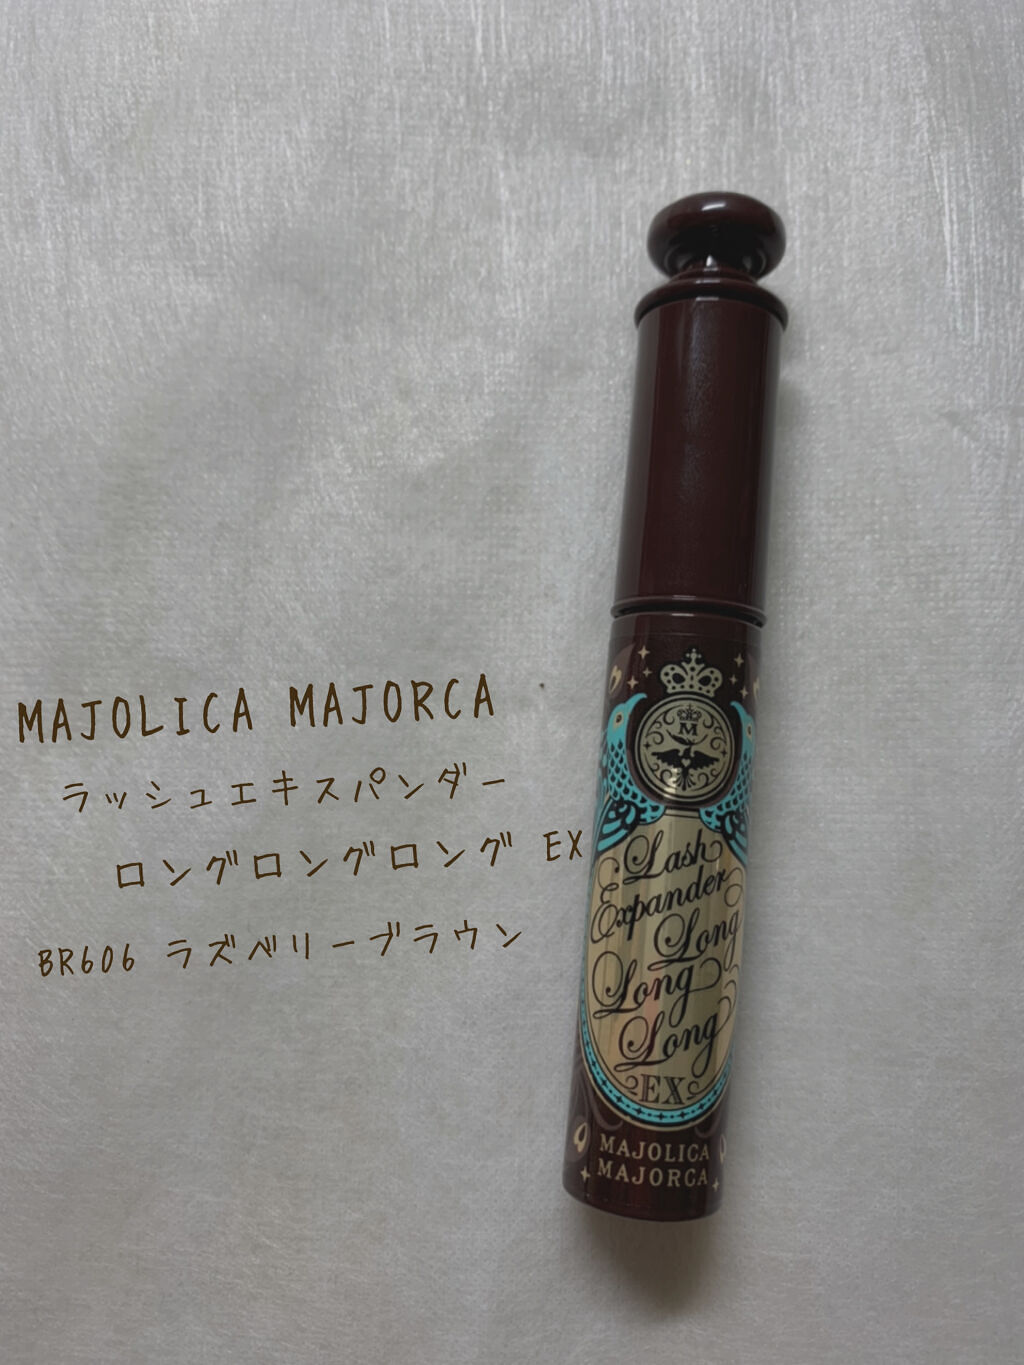 MAJOLICA MAJORCA
ラッシュエキスパンダー
ロングロングロング EX
BR606 ラズベリーブラウン
M
Lash
Expander
Long
Long
Long
EX
MAJOLICA
MAJORCA